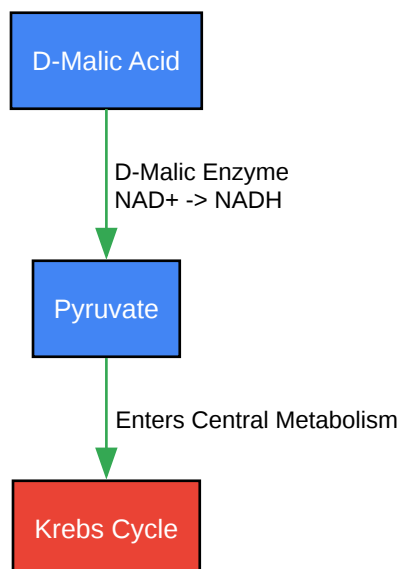 D-Malic Acid
D-Malic Enzyme
NAD+ -> NADH
Pyruvate
Enters Central Metabolism
Krebs Cycle